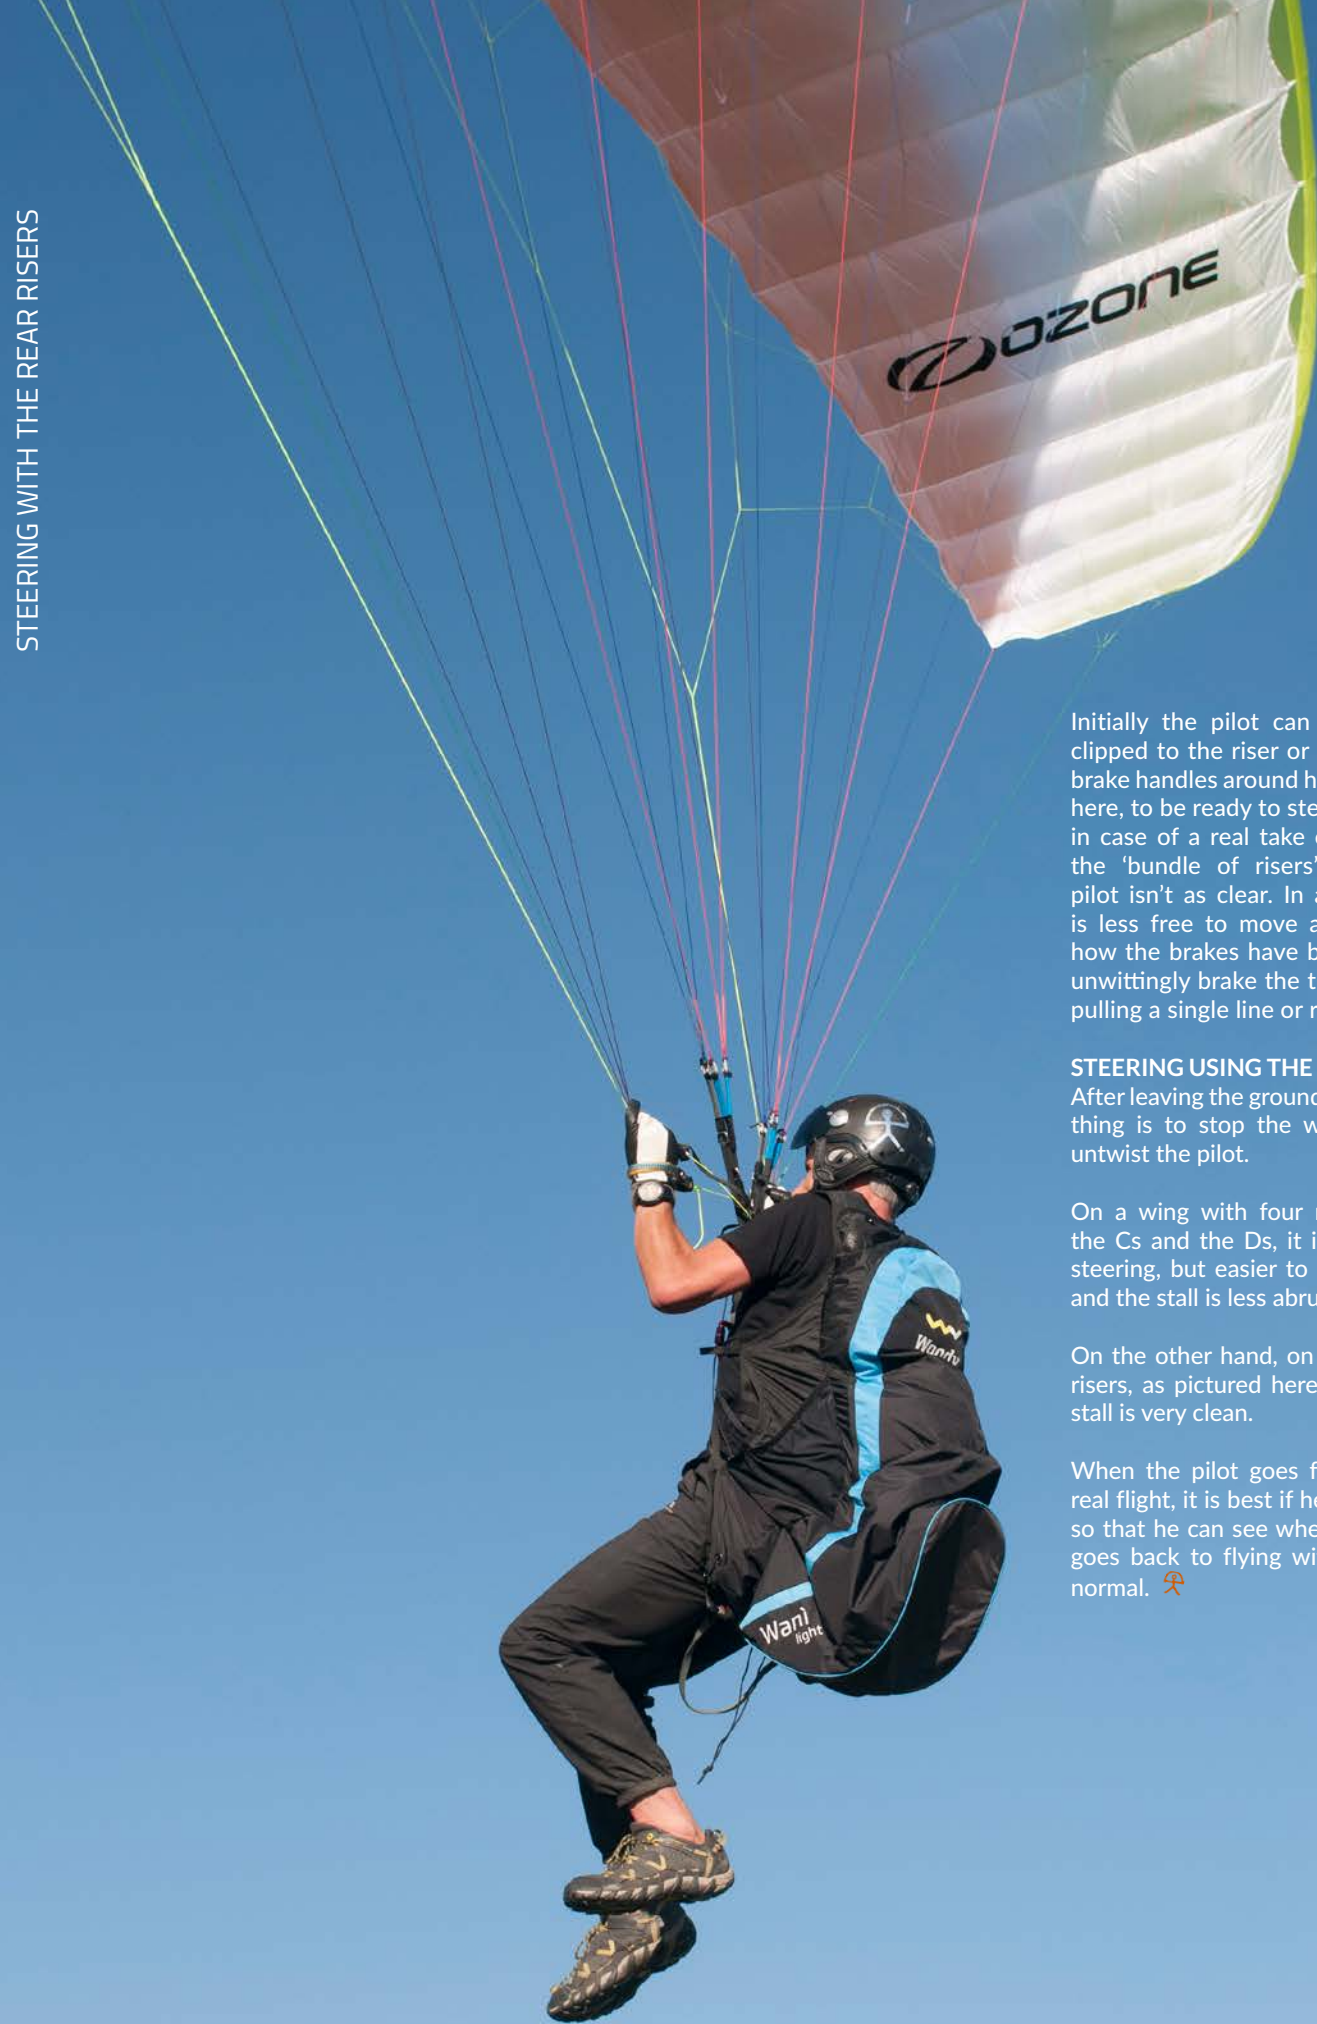 STEERING WITH THE REAR RISERS
OZONE
Initially the pilot can
clipped to the riser or
brake handles around h
here, to be ready to ste
in case of a real take
the ‘bundle of risers’
pilot isn’t as clear. In a
is less free to move a
how the brakes have b
unwittingly brake the t
pulling a single line or r
STEERING USING THE
After leaving the ground
thing is to stop the w
untwist the pilot.
On a wing with four
the Cs and the Ds, it i
steering, but easier to
and the stall is less abru
On the other hand, on
risers, as pictured here
stall is very clean.
When the pilot goes f
real flight, it is best if he
so that he can see whe
goes back to flying wi
normal.
Woody
Wanì
light